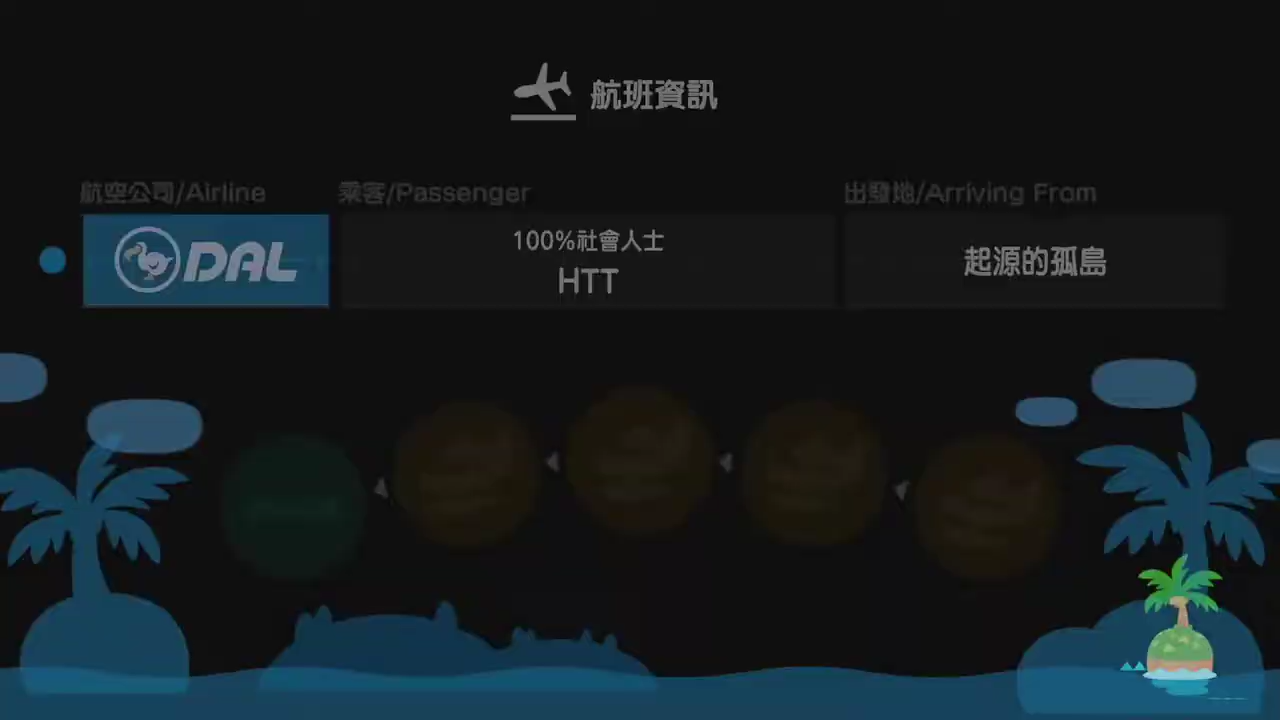 航班資訊
航空公司/Airline
乘客/Passenger
出發地/Arriving From
DAL
100%社會人士
HTT
起源的孤島